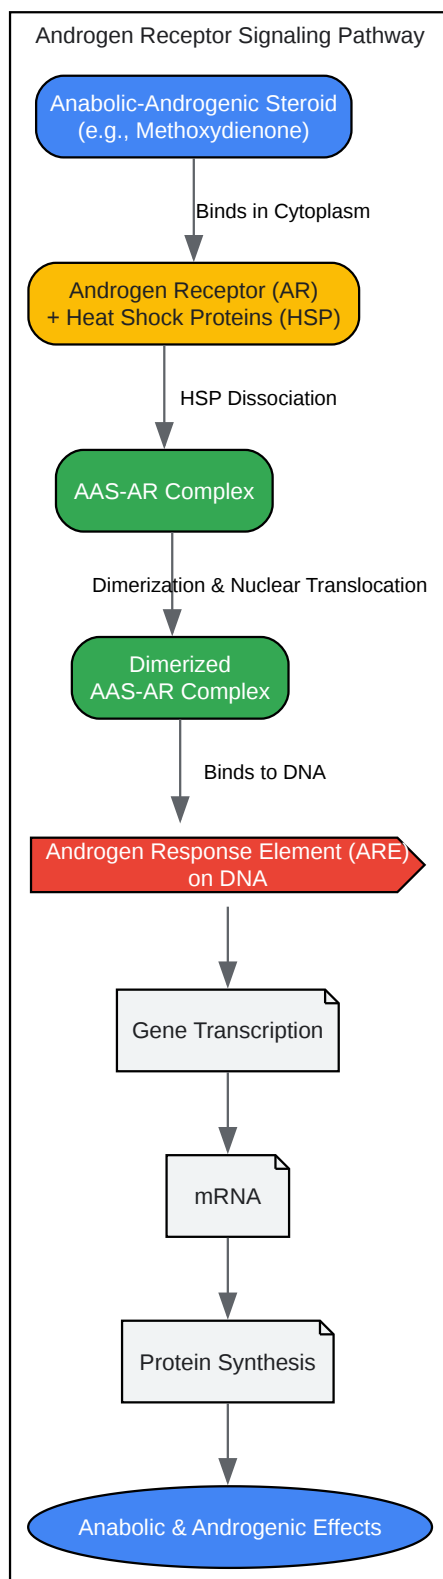 Androgen Receptor Signaling Pathway
Anabolic-Androgenic Steroid
(e.g., Methoxydienone)
Binds in Cytoplasm
Androgen Receptor (AR)
+ Heat Shock Proteins (HSP)
HSP Dissociation
AAS-AR Complex
Dimerization & Nuclear Translocation
Dimerized
AAS-AR Complex
Binds to DNA
Androgen Response Element (ARE)
on DNA
Gene Transcription
mRNA
Protein Synthesis
Anabolic & Androgenic Effects